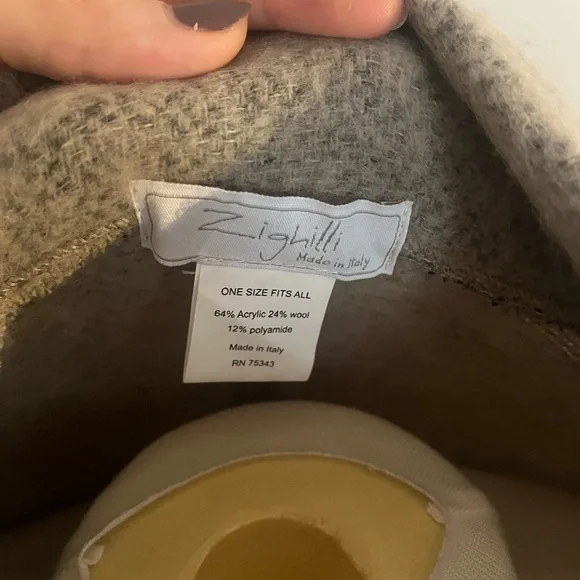 Zighilli
Made in Italy
ONE SIZE FITS ALL
64% Acrylic 24% wool
12% polyamide
Made in Italy
RN 75343